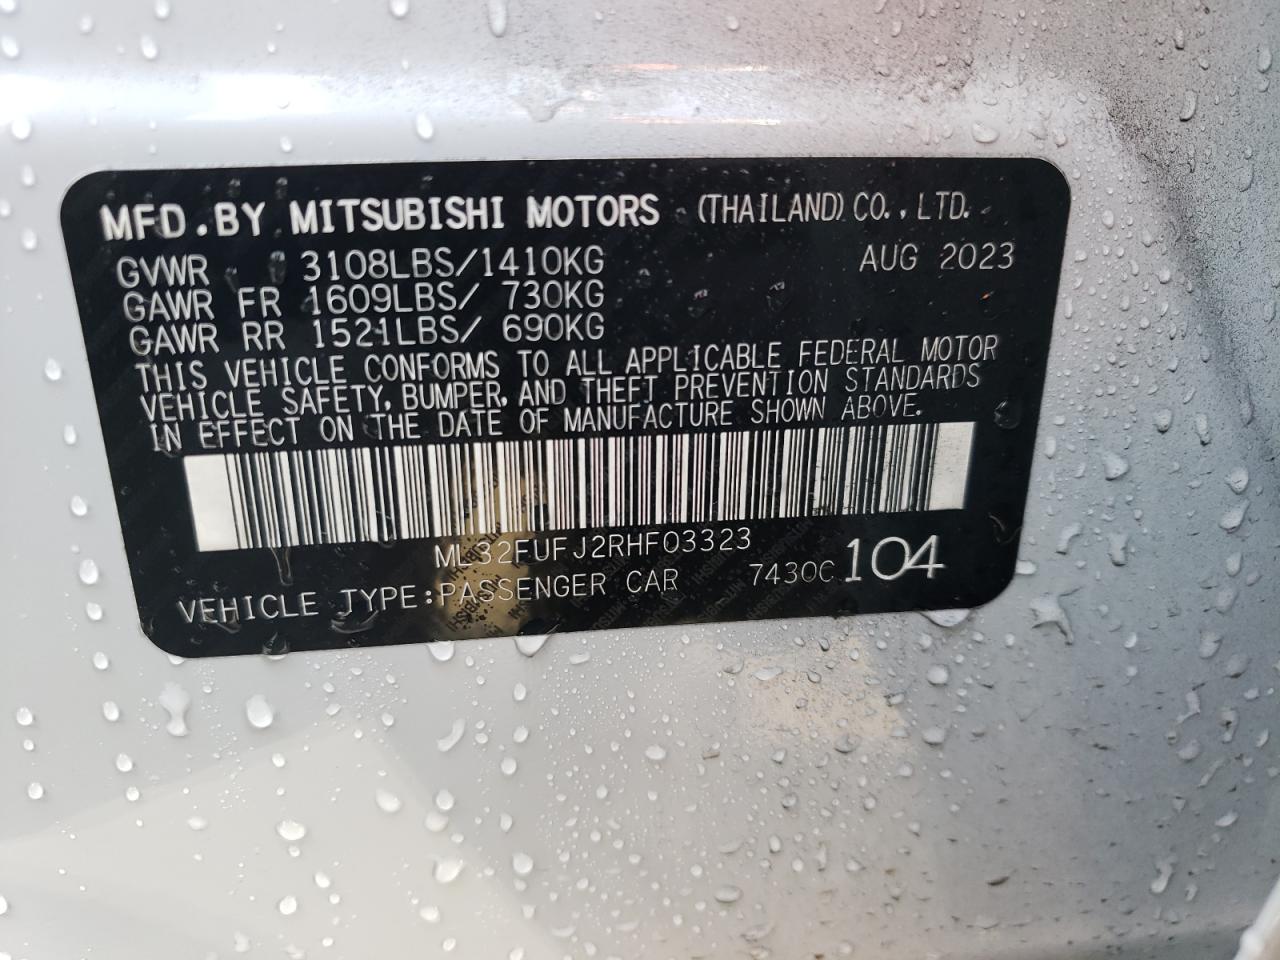 MFD.BY MITSUBISHI MOTORS (THAILAND) CO.,LTD.
GVWR 3108LBS/1410KG AUG 2023
GAWR FR 1609LBS/ 730KG
GAWR RR 1521LBS/ 690KG
THIS VEHICLE CONFORMS TO ALL APPLICABLE FEDERAL MOTOR
VEHICLE SAFETY, BUMPER, AND THEFT PREVENTION STANDARDS
IN EFFECT ON THE DATE OF MANUFACTURE SHOWN ABOVE.
ML32FUFJ2RHF03323
VEHICLE TYPE:PASSENGER CAR 7430C 104